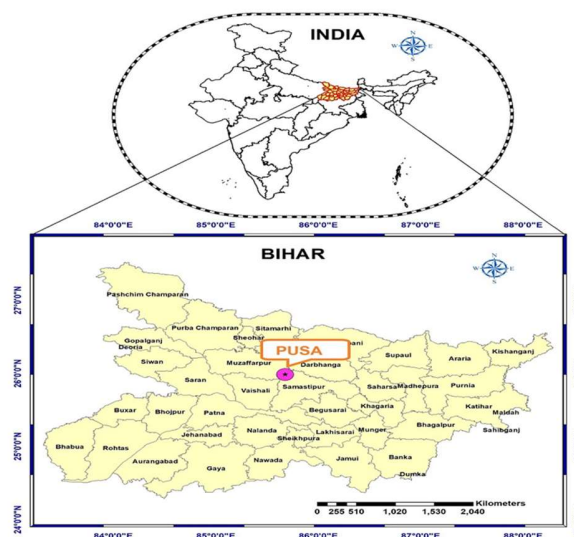 INDIA
N
W E
S
84°0'0"E 85°0'0"E 86°0'0"E 87°0'0"E 88°0'0"E
BIHAR
N
W E
S
27°0'0"N
26°0'0"N
25°0'0"N
24°0'0"N
Pashchim Champaran
Purba Champaran
Sitamarhi
Sheohar
Gopalganj
Deoria
PUSA
bani
Siwan
Muzaffarpur
Darbhanga
Supaul
Araria
Kishanganj
Saran
Vaishali
Samastipur
Saharsa
Madhepura
Purnia
Buxar
Bhojpur
Patna
Begusarai
Khagaria
Katihar
Maldah
Jehanabad
Nalanda
Sheikhpura
Lakhisarai
Munger
Bhagalpur
Sahibganj
Bhabua
Rohtas
Aurangabad
Gaya
Nawada
Jamui
Banka
Dumka
Kilometers
0 255 510 1,020 1,530 2,040
84°0'0"E 85°0'0"E 86°0'0"E 87°0'0"E 88°0'0"E